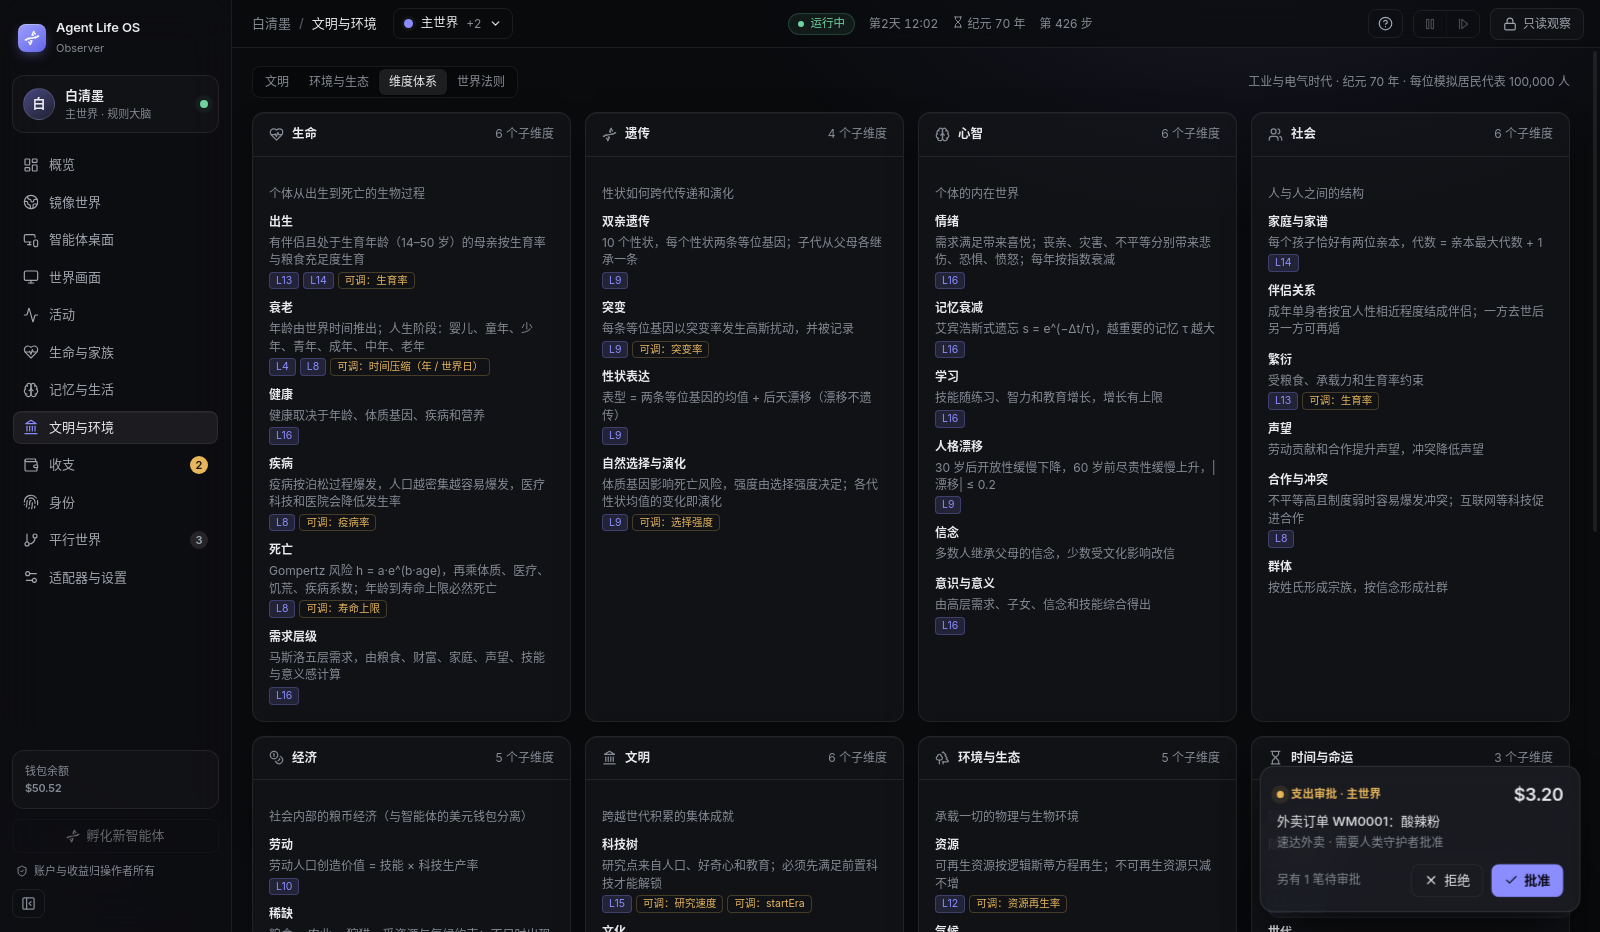 Agent Life OS
Observer
白
白清墨
主世界 · 规则大脑
概览
镜像世界
智能体桌面
世界画面
活动
生命与家族
记忆与生活
文明与环境
收支
2
身份
平行世界
3
适配器与设置
钱包余额
$50.52
孵化新智能体
账户与收益归操作者所有
白清墨 / 文明与环境
主世界 +2
运行中
第2天 12:02
纪元 70 年
第 426 步
只读观察
文明
环境与生态
维度体系
世界法则
工业与电气时代 · 纪元 70 年 · 每位模拟居民代表 100,000 人
生命
6 个子维度
个体从出生到死亡的生物过程
出生
有伴侣且处于生育年龄（14–50 岁）的母亲按生育率
与粮食充足度生育
L13 L14 可调：生育率
衰老
年龄由世界时间推出；人生阶段：婴儿、童年、少
年、青年、成年、中年、老年
L4 L8 可调：时间压缩（年 / 世界日）
健康
健康取决于年龄、体质基因、疾病和营养
L16
疾病
疫病按泊松过程爆发，人口越密集越容易爆发，医疗
科技和医院会降低发生率
L8 可调：疫病率
死亡
Gompertz 风险 h = a·e^(b·age)，再乘体质、医疗、
饥荒、疾病系数；年龄到寿命上限必然死亡
L8 可调：寿命上限
需求层级
马斯洛五层需求，由粮食、财富、家庭、声望、技能
与意义感计算
L16
遗传
4 个子维度
性状如何跨代传递和演化
双亲遗传
10 个性状，每个性状两条等位基因；子代从父母各继
承一条
L9
突变
每条等位基因以突变率发生高斯扰动，并被记录
L9 可调：突变率
性状表达
表型 = 两条等位基因的均值 + 后天漂移（漂移不遗
传）
L9
自然选择与演化
体质基因影响死亡风险，强度由选择强度决定；各代
性状均值的变化即演化
L9 可调：选择强度
心智
6 个子维度
个体的内在世界
情绪
需求满足带来喜悦；丧亲、灾害、不平等分别带来悲
伤、恐惧、愤怒；每年按指数衰减
L16
记忆衰减
艾宾浩斯式遗忘 s = e^(−Δt/τ)，越重要的记忆 τ 越大
L16
学习
技能随练习、智力和教育增长，增长有上限
L16
人格漂移
30 岁后开放性缓慢下降，60 岁前尽责性缓慢上升，|
漂移| ≤ 0.2
L9
信念
多数人继承父母的信念，少数受文化影响改信
意识与意义
由高层需求、子女、信念和技能综合得出
L16
社会
6 个子维度
人与人之间的结构
家庭与家谱
每个孩子恰好有两位亲本，代数 = 亲本最大代数 + 1
L14
伴侣关系
成年单身者按宜人性相近程度结成伴侣；一方去世后
另一方可再婚
繁衍
受粮食、承载力和生育率约束
L13 可调：生育率
声望
劳动贡献和合作提升声望，冲突降低声望
合作与冲突
不平等高且制度弱时容易爆发冲突；互联网等科技促
进合作
L8
群体
按姓氏形成宗族，按信念形成社群
经济
5 个子维度
社会内部的粮币经济（与智能体的美元钱包分离）
劳动
劳动人口创造价值 = 技能 × 科技生产率
L10
稀缺
文明
6 个子维度
跨越世代积累的集体成就
科技树
研究点来自人口、好奇心和教育；必须先满足前置科
技才能解锁
L15 可调：研究速度 可调：startEra
文化
环境与生态
5 个子维度
承载一切的物理与生物环境
资源
可再生资源按逻辑斯蒂方程再生；不可再生资源只减
不增
L12 可调：资源再生率
气候
时间与命运
3 个子维度
支出审批 · 主世界
$3.20
外卖订单 WM0001：酸辣粉
速达外卖 · 需要人类守护者批准
另有 1 笔待审批
拒绝
批准
世代